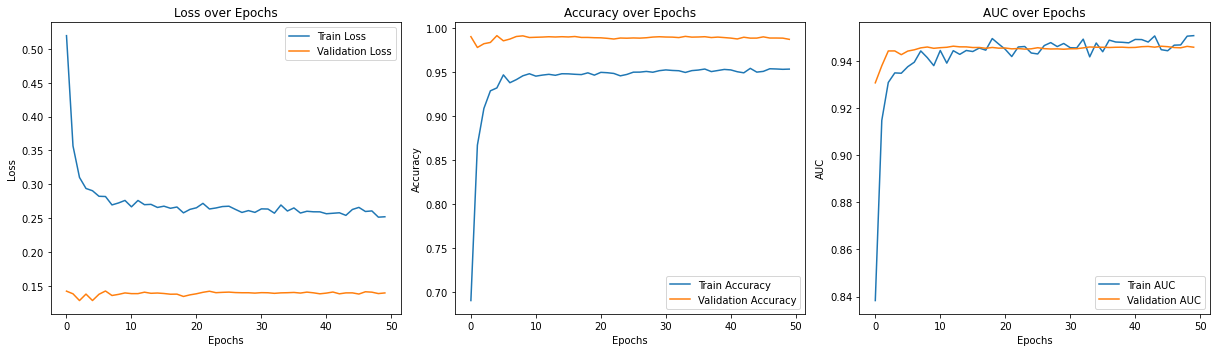 Loss over Epochs
0.50
0.45
0.40
0.35
0.30
0.25
0.20
0.15
Loss
0 10 20 30 40 50
Epochs
Train Loss
Validation Loss
Accuracy over Epochs
1.00
0.95
0.90
0.85
0.80
0.75
0.70
Accuracy
0 10 20 30 40 50
Epochs
Train Accuracy
Validation Accuracy
AUC over Epochs
0.94
0.92
0.90
0.88
0.86
0.84
AUC
0 10 20 30 40 50
Epochs
Train AUC
Validation AUC